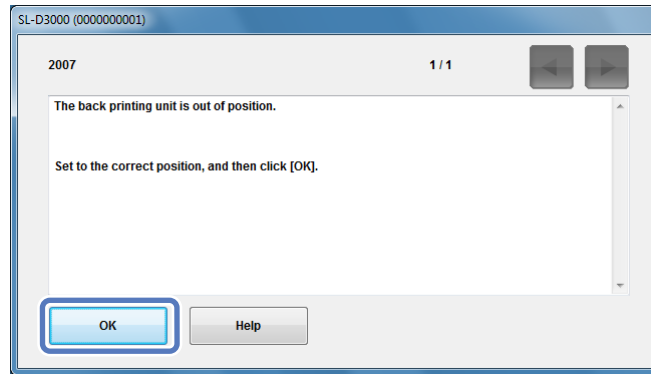 SL-D3000 (0000000001)
2007 1 / 1
The back printing unit is out of position.
Set to the correct position, and then click [OK].
OK Help